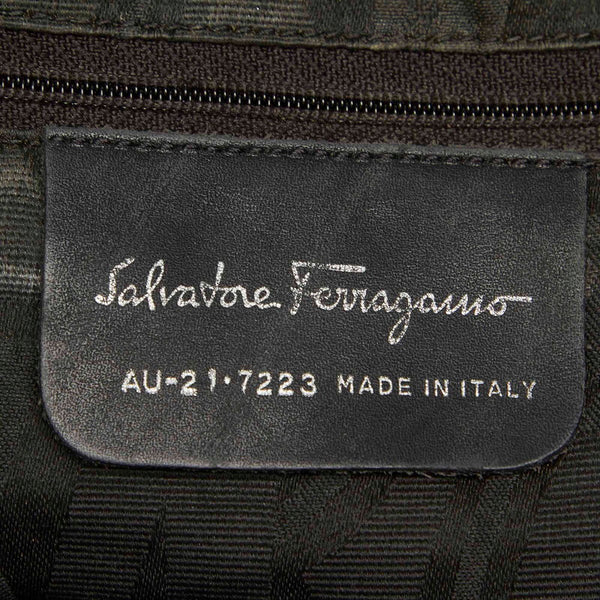 Salvatore Ferragamo
AU-21·7223 MADE IN ITALY